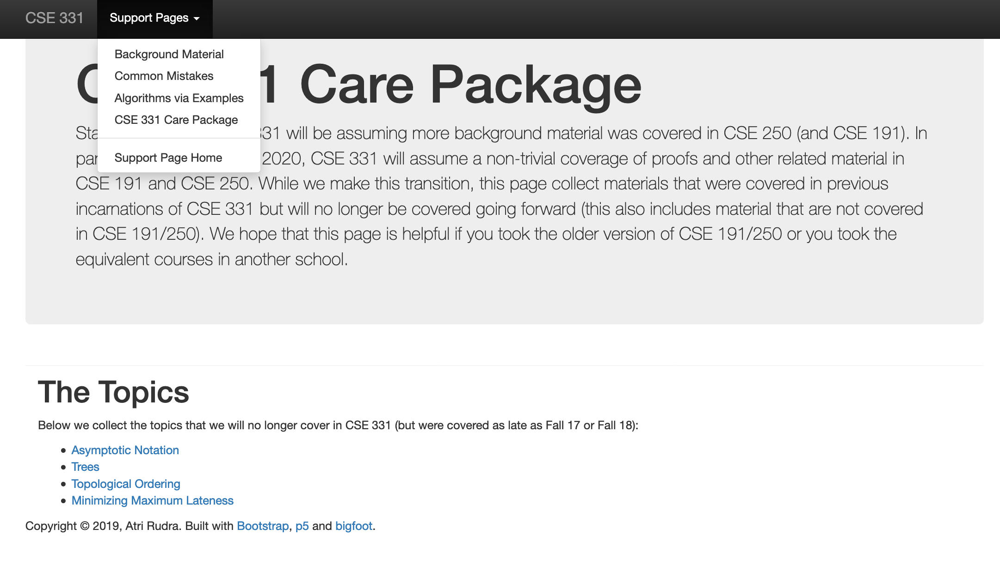 CSE 331
Support Pages
Background Material
Common Mistakes
Algorithms via Examples
CSE 331 Care Package
Support Page Home
1 Care Package
31 will be assuming more background material was covered in CSE 250 (and CSE 191). In
2020, CSE 331 will assume a non-trivial coverage of proofs and other related material in
CSE 191 and CSE 250. While we make this transition, this page collect materials that were covered in previous
incarnations of CSE 331 but will no longer be covered going forward (this also includes material that are not covered
in CSE 191/250). We hope that this page is helpful if you took the older version of CSE 191/250 or you took the
equivalent courses in another school.
The Topics
Below we collect the topics that we will no longer cover in CSE 331 (but were covered as late as Fall 17 or Fall 18):
Asymptotic Notation
Trees
Topological Ordering
Minimizing Maximum Lateness
Copyright © 2019, Atri Rudra. Built with Bootstrap, p5 and bigfoot.